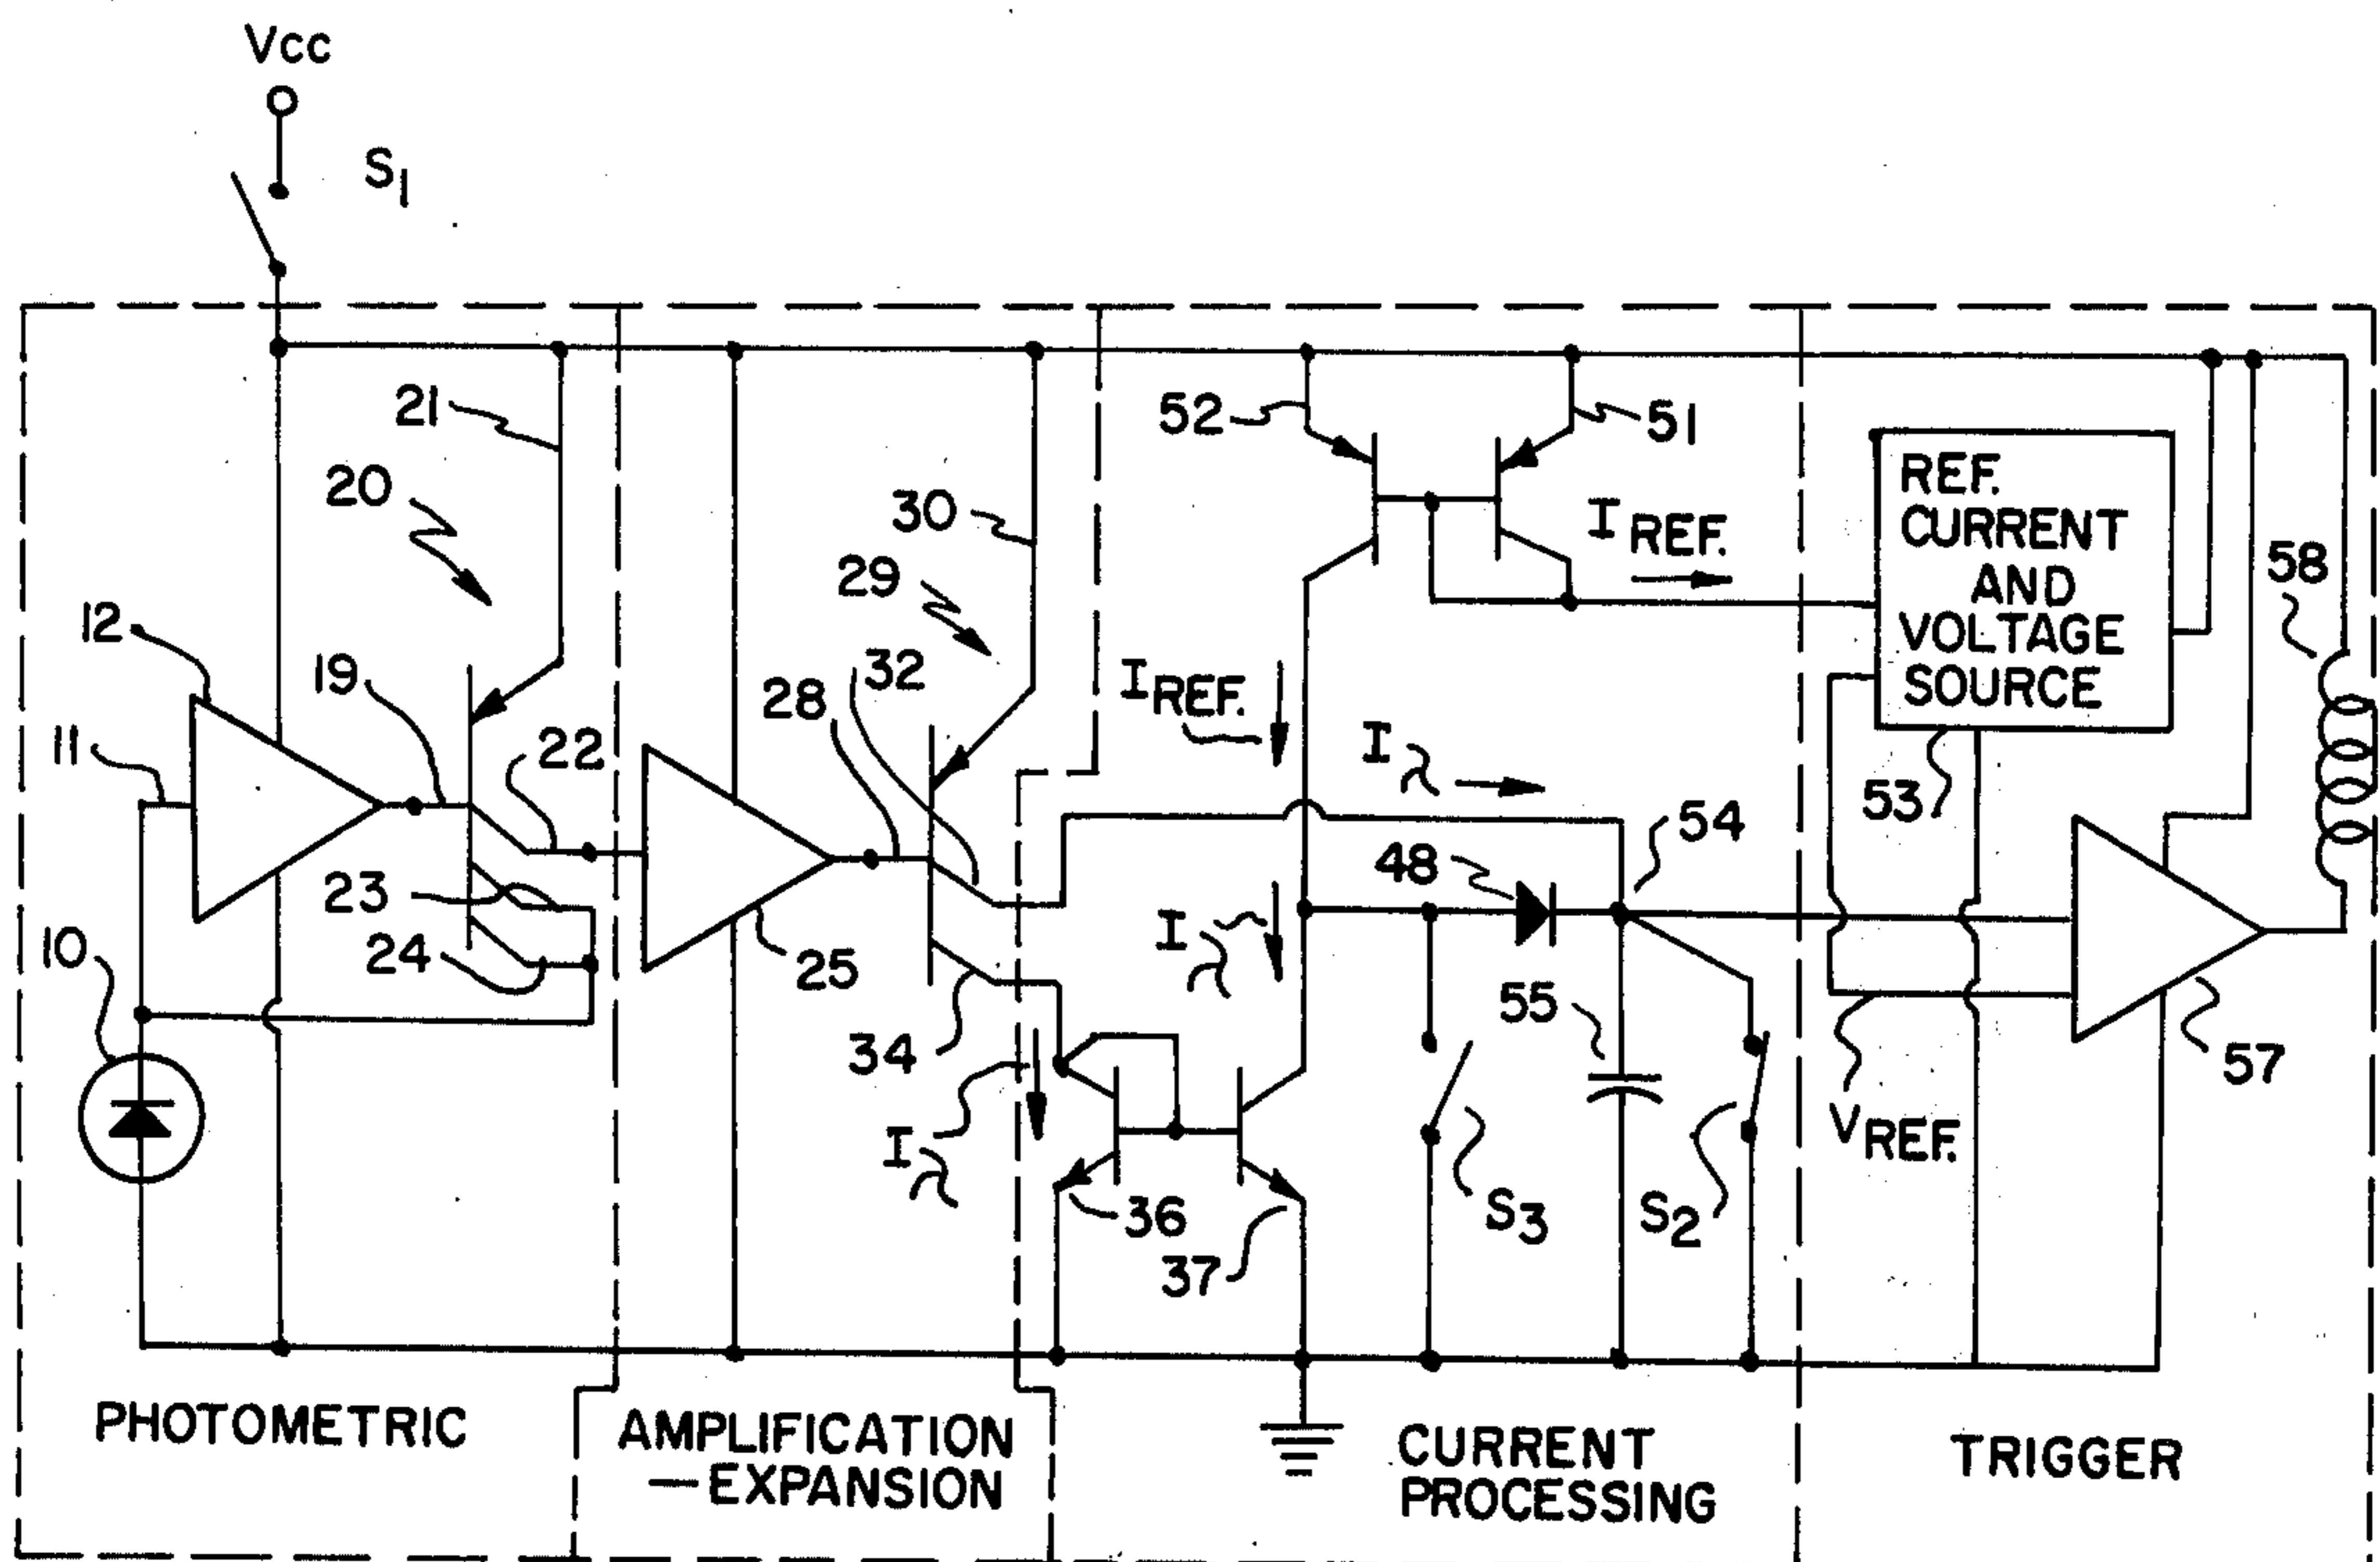 Vcc
S1
21
20
52
51
30
29
I REF.
REF.
CURRENT
AND
VOLTAGE
SOURCE
58
12
19
11
22
28
32
I REF.
I
53
54
48
23
24
10
25
I
55
34
57
I
VREF.
36
37
S3
S2
PHOTOMETRIC
AMPLIFICATION
—EXPANSION
CURRENT
PROCESSING
TRIGGER